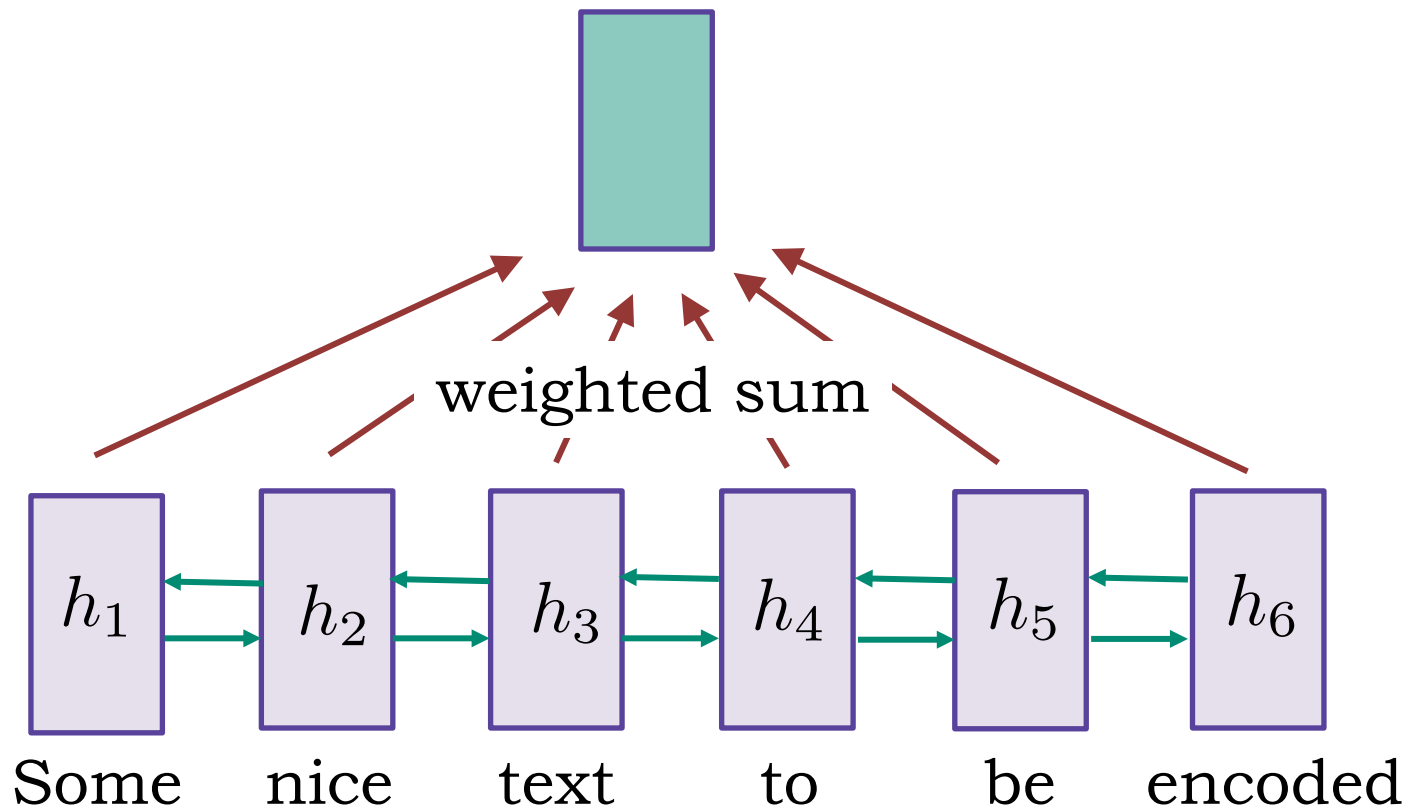 weighted sum
h₁ h₂ h₃ h₄ h₅ h₆
Some nice text to be encoded